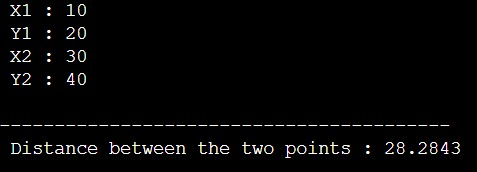 X1 : 10
Y1 : 20
X2 : 30
Y2 : 40
-----------------------------------------
Distance between the two points : 28.2843